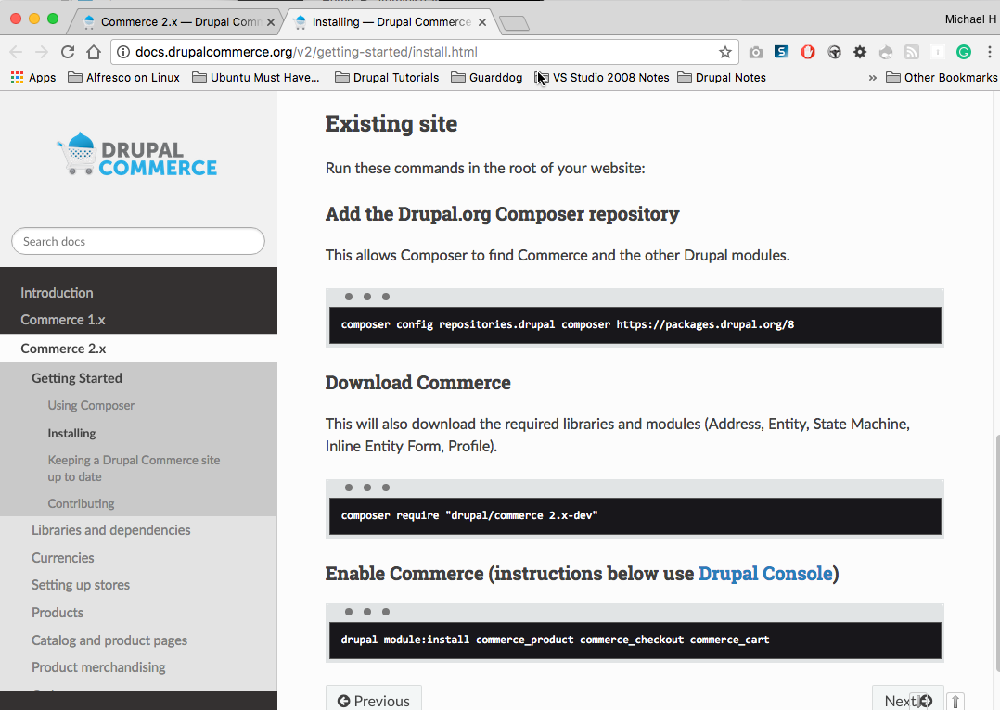 Commerce 2.x — Drupal Com
Installing — Drupal Commerce
Michael H
docs.drupalcommerce.org/v2/getting-started/install.html
Apps
Alfresco on Linux
Ubuntu Must Have...
Drupal Tutorials
Guarddog
VS Studio 2008 Notes
Drupal Notes
»
Other Bookmarks
DRUPAL
COMMERCE
Search docs
Introduction
Commerce 1.x
Commerce 2.x
Getting Started
Using Composer
Installing
Keeping a Drupal Commerce site
up to date
Contributing
Libraries and dependencies
Currencies
Setting up stores
Products
Catalog and product pages
Product merchandising
Existing site
Run these commands in the root of your website:
Add the Drupal.org Composer repository
This allows Composer to find Commerce and the other Drupal modules.
composer config repositories.drupal composer https://packages.drupal.org/8
Download Commerce
This will also download the required libraries and modules (Address, Entity, State Machine,
Inline Entity Form, Profile).
composer require "drupal/commerce 2.x-dev"
Enable Commerce (instructions below use Drupal Console)
drupal module:install commerce_product commerce_checkout commerce_cart
Previous
Next